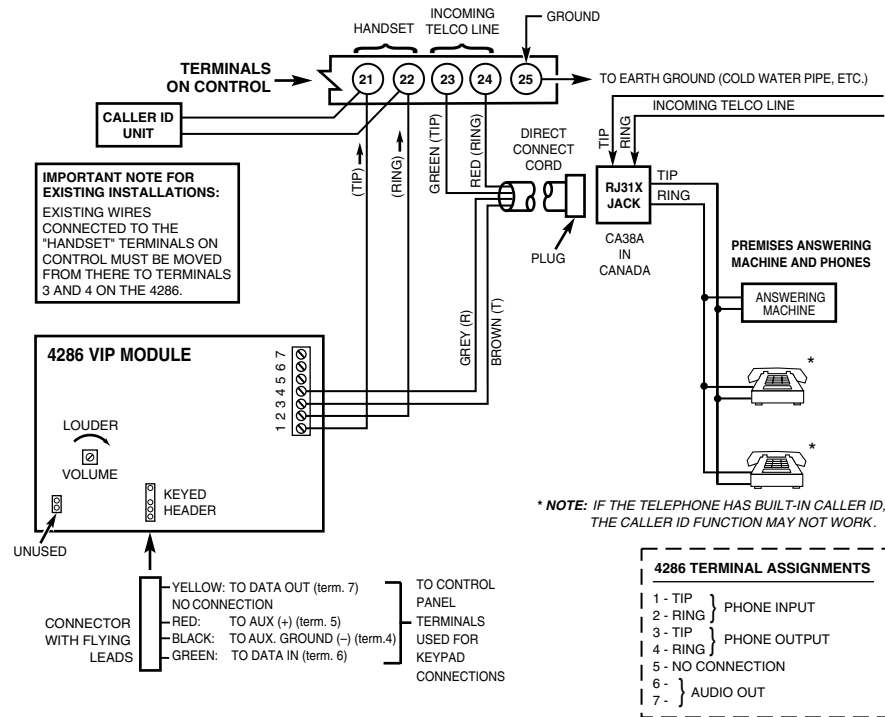 HANDSET
INCOMING
TELCO LINE
GROUND
TERMINALS
ON CONTROL
21 22 23 24 25
TO EARTH GROUND (COLD WATER PIPE, ETC.)
INCOMING TELCO LINE
CALLER ID
UNIT
(TIP)
(RING)
GREEN (TIP)
RED (RING)
DIRECT
CONNECT
CORD
TIP
RING
RJ31X
JACK
TIP
RING
PLUG
CA38A
IN
CANADA
IMPORTANT NOTE FOR
EXISTING INSTALLATIONS:
EXISTING WIRES
CONNECTED TO THE
"HANDSET" TERMINALS ON
CONTROL MUST BE MOVED
FROM THERE TO TERMINALS
3 AND 4 ON THE 4286.
PREMISES ANSWERING
MACHINE AND PHONES
ANSWERING
MACHINE
*
*
GREY (R)
BROWN (T)
4286 VIP MODULE
1 2 3 4 5 6 7
LOUDER
VOLUME
KEYED
HEADER
UNUSED
* NOTE: IF THE TELEPHONE HAS BUILT-IN CALLER ID,
THE CALLER ID FUNCTION MAY NOT WORK.
CONNECTOR
WITH FLYING
LEADS
YELLOW: TO DATA OUT (term. 7)
NO CONNECTION
RED: TO AUX (+) (term. 5)
BLACK: TO AUX. GROUND (–) (term.4)
GREEN: TO DATA IN (term. 6)
TO CONTROL
PANEL
TERMINALS
USED FOR
KEYPAD
CONNECTIONS
4286 TERMINAL ASSIGNMENTS
1 - TIP
2 - RING } PHONE INPUT
3 - TIP
4 - RING } PHONE OUTPUT
5 - NO CONNECTION
6 -
7 - } AUDIO OUT